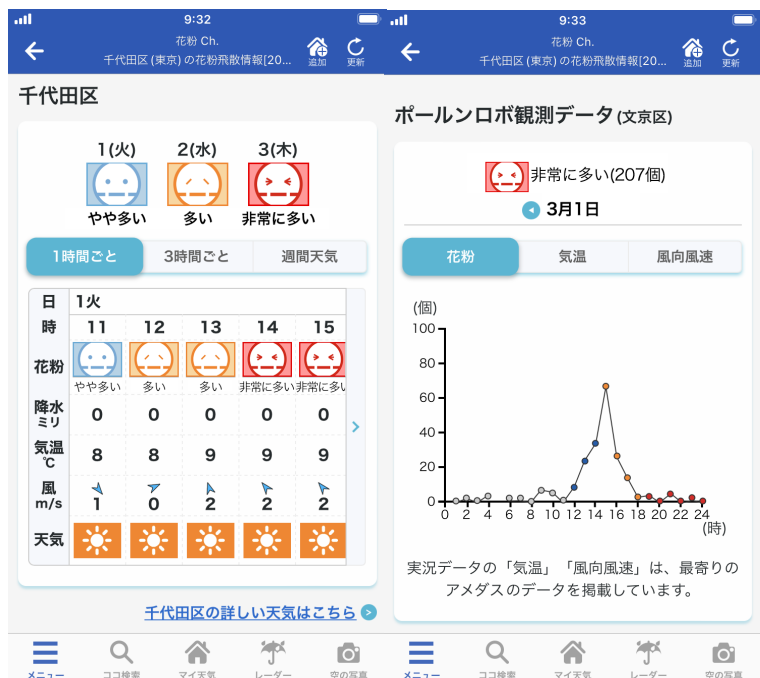 9:32
花粉 Ch.
千代田区 (東京) の花粉飛散情報[20...
追加
更新
千代田区
1(火) 2(水) 3(木)
やや多い 多い 非常に多い
1時間ごと 3時間ごと 週間天気
日 1火
時 11 12 13 14 15
花粉
やや多い 多い 多い 非常に多い 非常に多い
降水 ミリ 0 0 0 0 0
気温 ℃ 8 8 9 9 9
風 m/s 1 0 2 2 2
天気
千代田区の詳しい天気はこちら
メニュー ココ検索 マイ天気 レーダー 空の写真
9:33
花粉 Ch.
千代田区 (東京) の花粉飛散情報[20...
追加
更新
ポールンロボ観測データ(文京区)
非常に多い(207個)
3月1日
花粉 気温 風向風速
(個)
100
80
60
40
20
0
0 2 4 6 8 10 12 14 16 18 20 22 24
(時)
実況データの「気温」「風向風速」は、最寄りの
アメダスのデータを掲載しています。
メニュー ココ検索 マイ天気 レーダー 空の写真